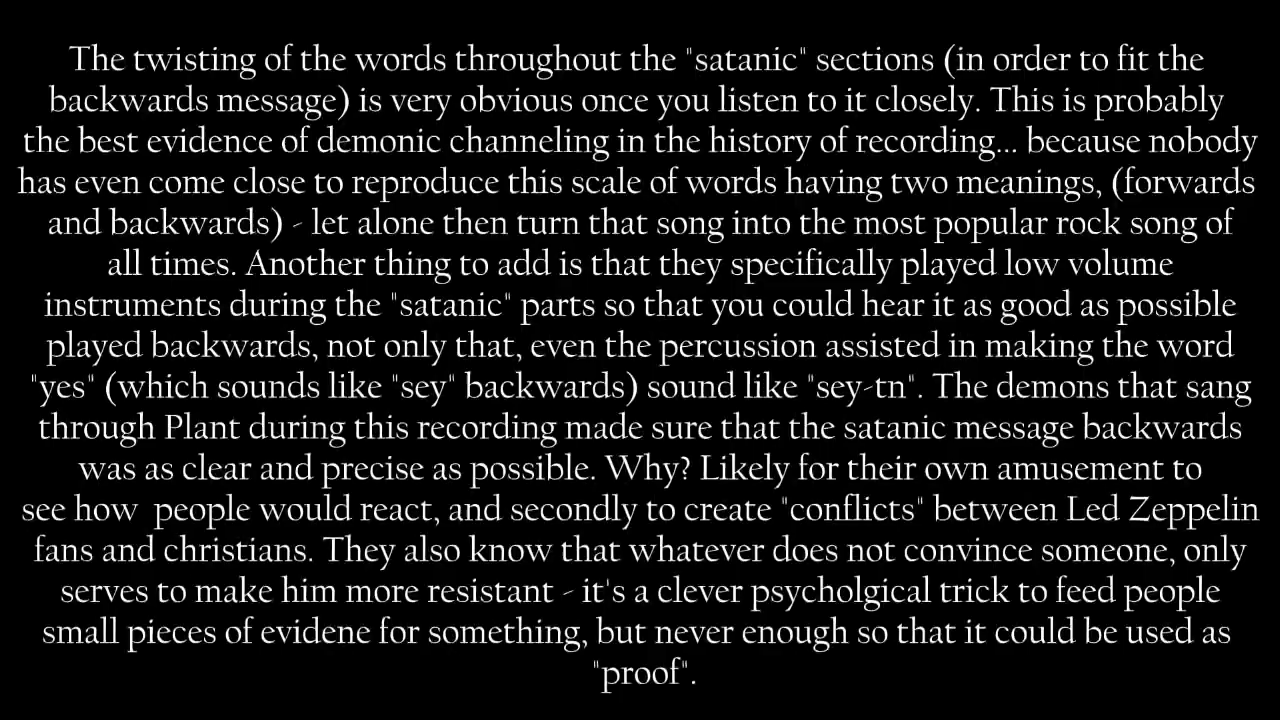 The twisting of the words throughout the "satanic" sections (in order to fit the
backwards message) is very obvious once you listen to it closely. This is probably
the best evidence of demonic channeling in the history of recording... because nobody
has even come close to reproduce this scale of words having two meanings, (forwards
and backwards) - let alone then turn that song into the most popular rock song of
all times. Another thing to add is that they specifically played low volume
instruments during the "satanic" parts so that you could hear it as good as possible
played backwards, not only that, even the percussion assisted in making the word
"yes" (which sounds like "sey" backwards) sound like "sey-tn". The demons that sang
through Plant during this recording made sure that the satanic message backwards
was as clear and precise as possible. Why? Likely for their own amusement to
see how  people would react, and secondly to create "conflicts" between Led Zeppelin
fans and christians. They also know that whatever does not convince someone, only
serves to make him more resistant - it's a clever psycholgical trick to feed people
small pieces of evidene for something, but never enough so that it could be used as
"proof".